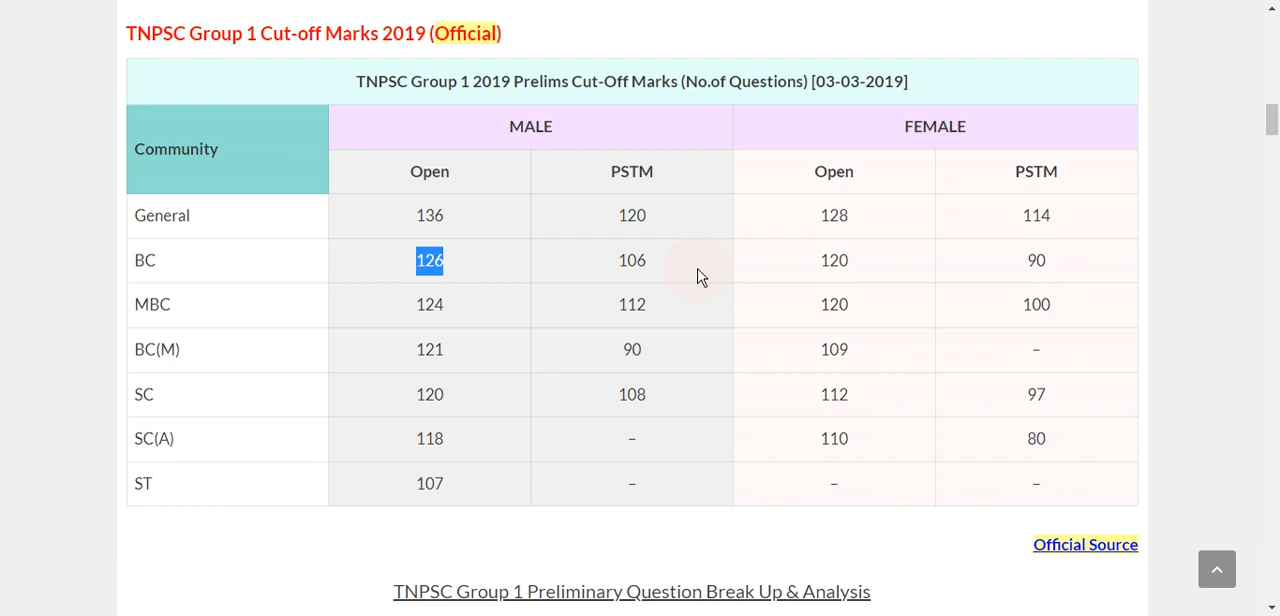 TNPSC Group 1 Cut-off Marks 2019 (Official)
TNPSC Group 1 2019 Prelims Cut-Off Marks (No.of Questions) [03-03-2019]
Community MALE FEMALE
Open PSTM Open PSTM
General 136 120 128 114
BC 126 106 120 90
MBC 124 112 120 100
BC(M) 121 90 109 –
SC 120 108 112 97
SC(A) 118 – 110 80
ST 107 – – –
Official Source
TNPSC Group 1 Preliminary Question Break Up & Analysis